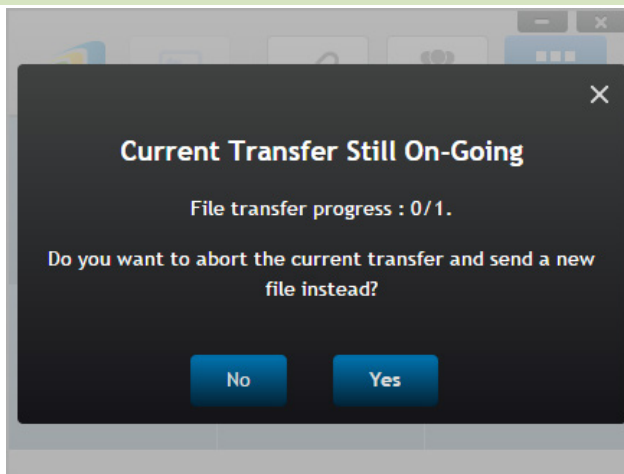 Current Transfer Still On-Going
File transfer progress : 0/1.
Do you want to abort the current transfer and send a new
file instead?
No
Yes